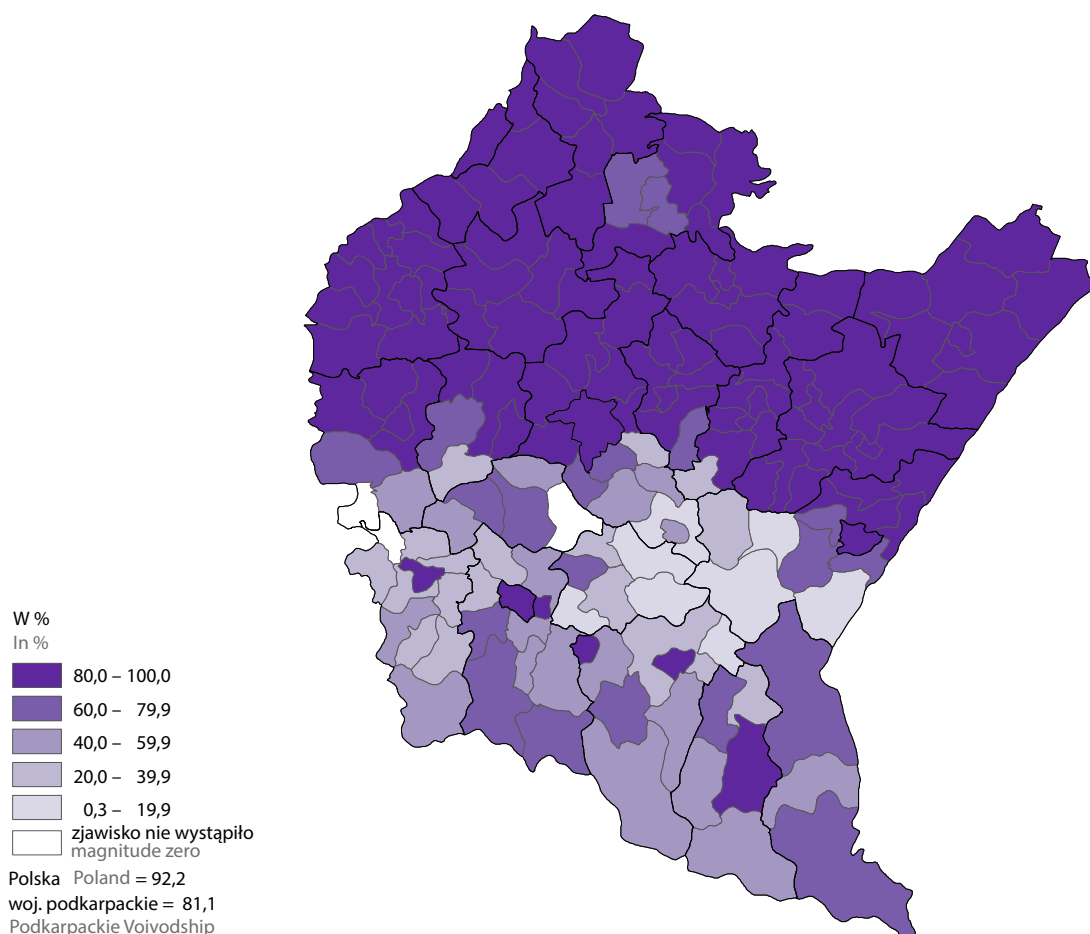 W %
In %
80,0 – 100,0
60,0 – 79,9
40,0 – 59,9
20,0 – 39,9
0,3 – 19,9
zjawisko nie wystąpiło
magnitude zero
Polska Poland = 92,2
woj. podkarpackie = 81,1
Podkarpackie Voivodship